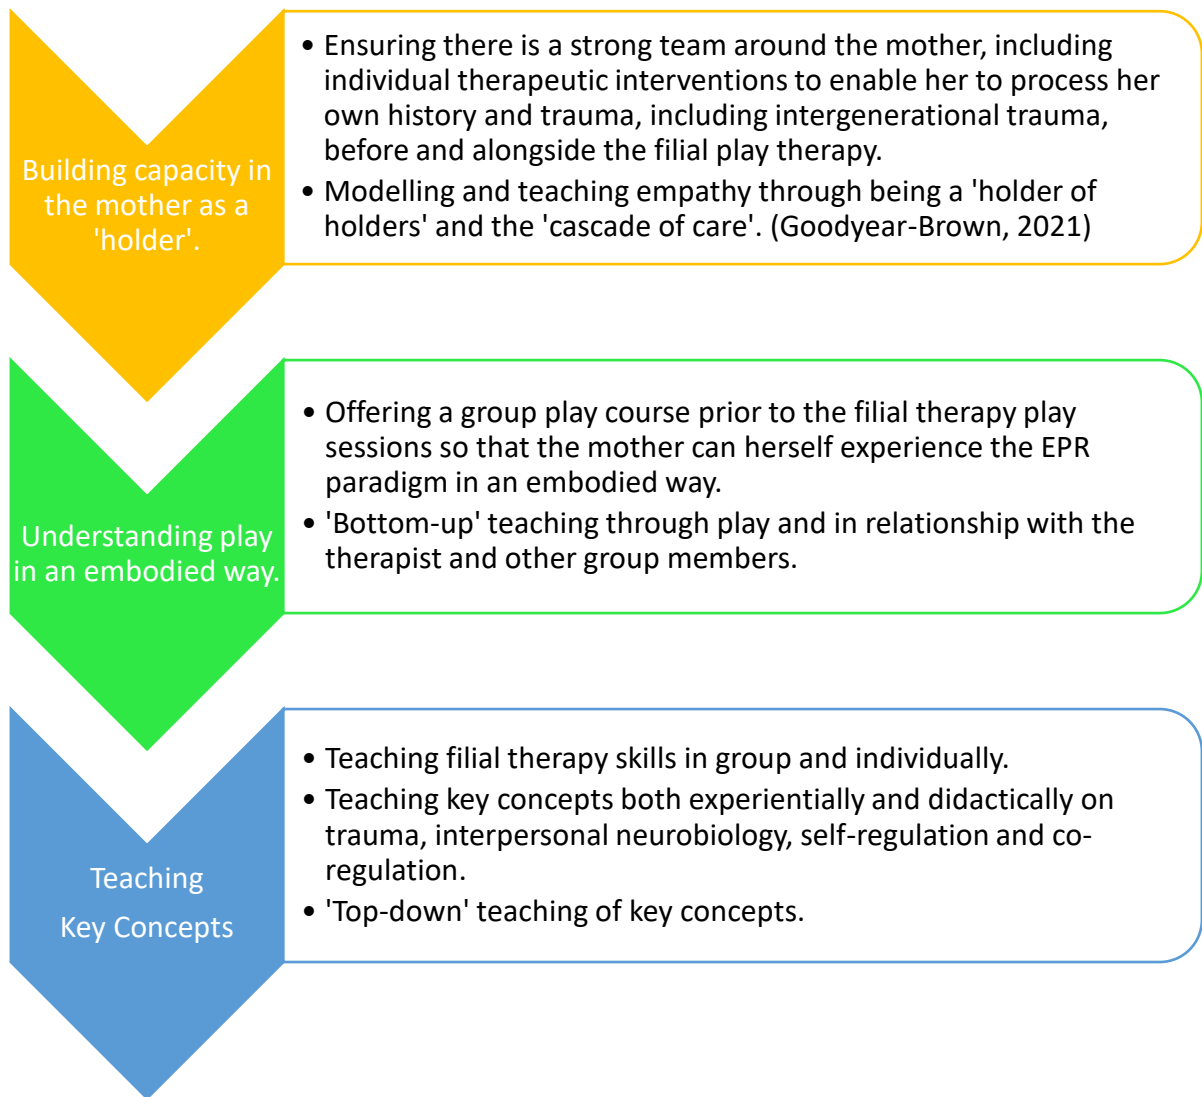 Building capacity in
the mother as a
'holder'.
• Ensuring there is a strong team around the mother, including
individual therapeutic interventions to enable her to process her
own history and trauma, including intergenerational trauma,
before and alongside the filial play therapy.
• Modelling and teaching empathy through being a 'holder of
holders' and the 'cascade of care'. (Goodyear-Brown, 2021)
Understanding play
in an embodied way.
• Offering a group play course prior to the filial therapy play
sessions so that the mother can herself experience the EPR
paradigm in an embodied way.
• 'Bottom-up' teaching through play and in relationship with the
therapist and other group members.
Teaching
Key Concepts
• Teaching filial therapy skills in group and individually.
• Teaching key concepts both experientially and didactically on
trauma, interpersonal neurobiology, self-regulation and co-
regulation.
• 'Top-down' teaching of key concepts.